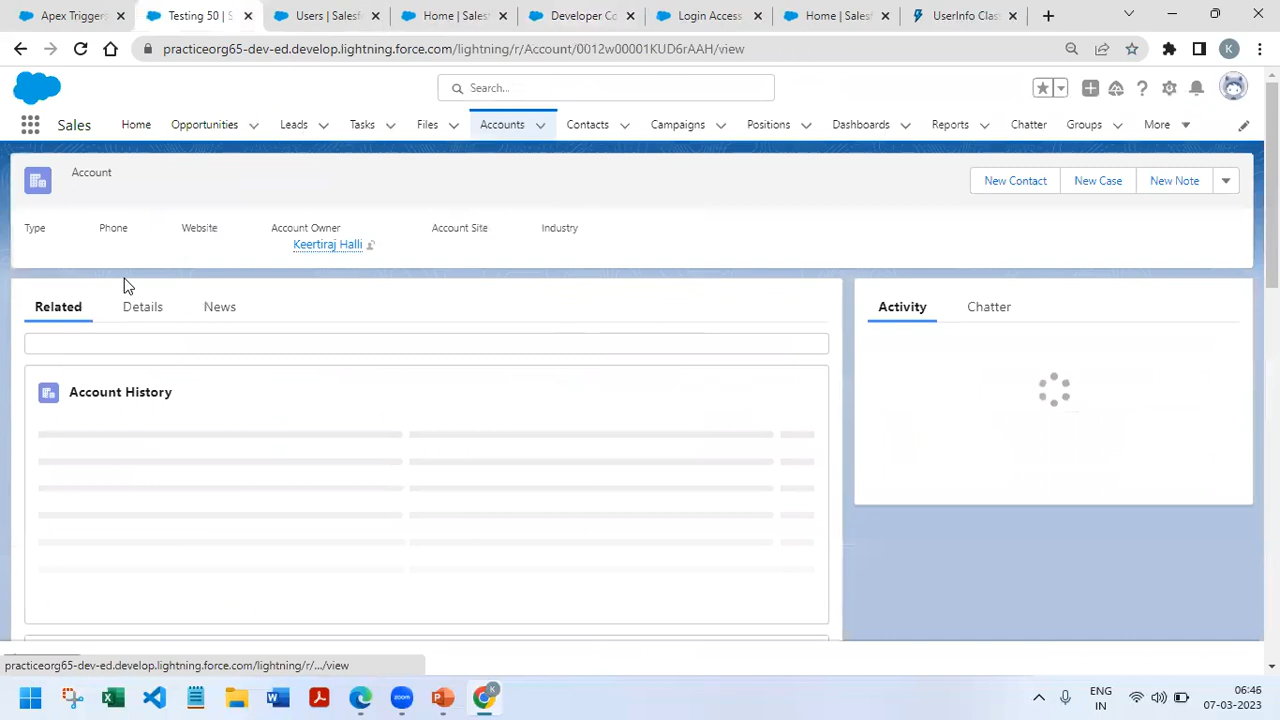 Apex Triggers
Testing 50 | S
Users | Salesf
Home | Sales
Developer Co
Login Access
Home | Salesf
UserInfo Clas
practiceorg65-dev-ed.develop.lightning.force.com/lightning/r/Account/0012w00001KUD6rAAH/view
K
Search...
Sales
Home
Opportunities
Leads
Tasks
Files
Accounts
Contacts
Campaigns
Positions
Dashboards
Reports
Chatter
Groups
More
Account
New Contact
New Case
New Note
Type
Phone
Website
Account Owner
Account Site
Industry
Keertiraj Halli
Related
Details
News
Activity
Chatter
Account History
practiceorg65-dev-ed.develop.lightning.force.com/lightning/r/.../view
zoom
K
ENG
IN
06:46
07-03-2023